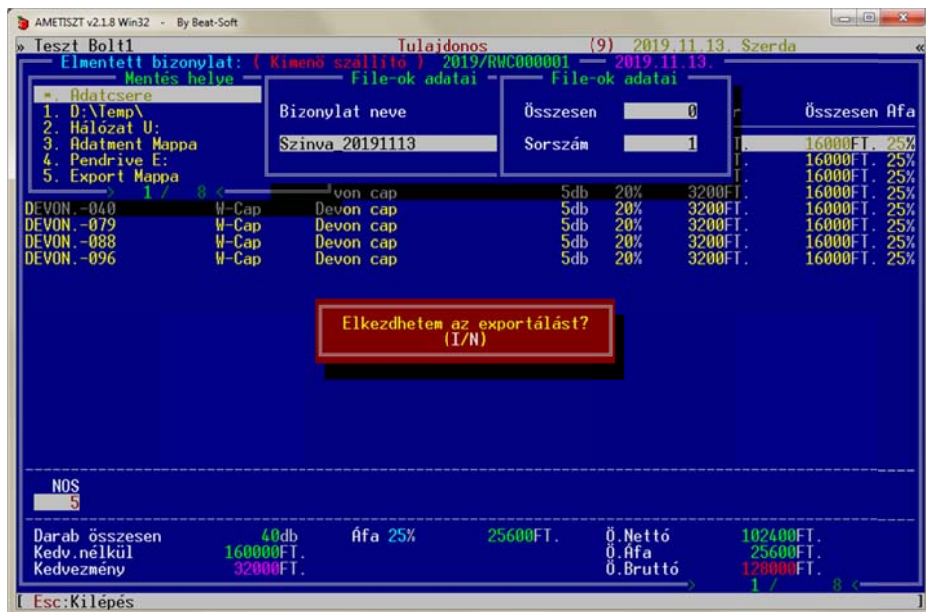 AMETISZT v2.1.8 Win32 - By Beat-Soft
» Teszt Bolt1 Tulajdonos (9) 2019.11.13. Szerda «
Elmentett bizonylat: ( Kimenő szállító ) 2019/RWC000001 2019.11.13.
Mentés helye File-ok adatai File-ok adatai
*. Adatcsere
1. D:\Temp\ Bizonylat neve Összesen 0 r Összesen Afa
2. Hálózat U:
3. Adatment Mappa Szinva_20191113 Sorszám 1 T. 16000FT. 25%
4. Pendrive E: T. 16000FT. 25%
5. Export Mappa T. 16000FT. 25%
> 1 / 8 < von cap 5db 20% 3200FT. 16000FT. 25%
DEVON.-040 W-Cap Devon cap 5db 20% 3200FT. 16000FT. 25%
DEVON.-079 W-Cap Devon cap 5db 20% 3200FT. 16000FT. 25%
DEVON.-088 W-Cap Devon cap 5db 20% 3200FT. 16000FT. 25%
DEVON.-096 W-Cap Devon cap 5db 20% 3200FT. 16000FT. 25%
Elkezdhetem az exportálást?
(I/N)
NOS
5
Darab összesen 40db Áfa 25% 25600FT. Ö.Nettó 102400FT.
Kedv.nélkül 160000FT. Ö.Áfa 25600FT.
Kedvezmény 32000FT. Ö.Bruttó 128000FT.
> 1 / 8 <
[ Esc:Kilépés ]